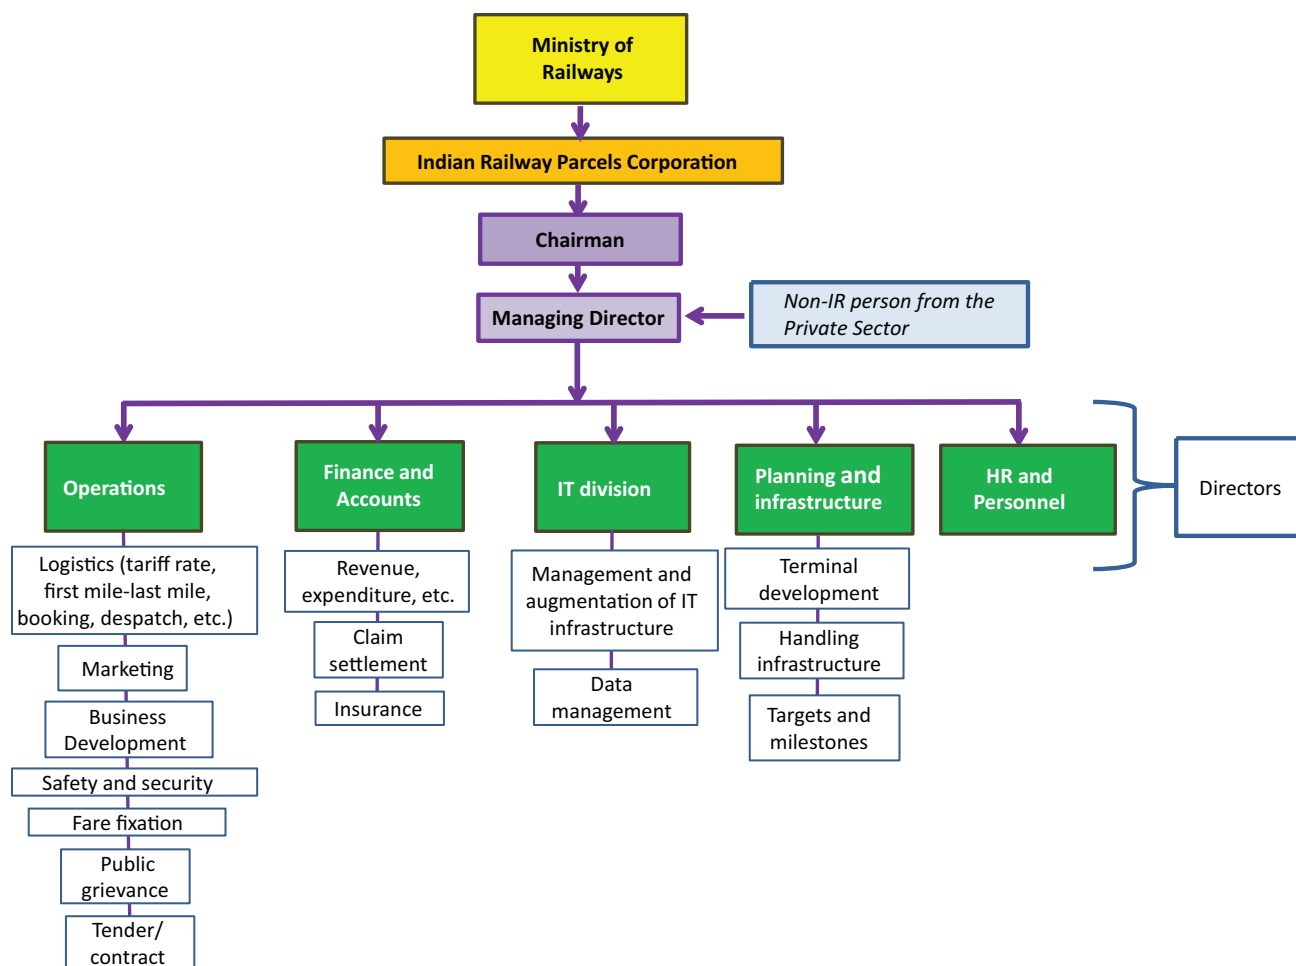 Ministry of
Railways
Indian Railway Parcels Corporation
Chairman
Managing Director
Non-IR person from the
Private Sector
Operations
Finance and
Accounts
IT division
Planning and
infrastructure
HR and
Personnel
Directors
Logistics (tariff rate,
first mile-last mile,
booking, despatch, etc.)
Marketing
Business
Development
Safety and security
Fare fixation
Public
grievance
Tender/
contract
Revenue,
expenditure, etc.
Claim
settlement
Insurance
Management and
augmentation of IT
infrastructure
Data
management
Terminal
development
Handling
infrastructure
Targets and
milestones